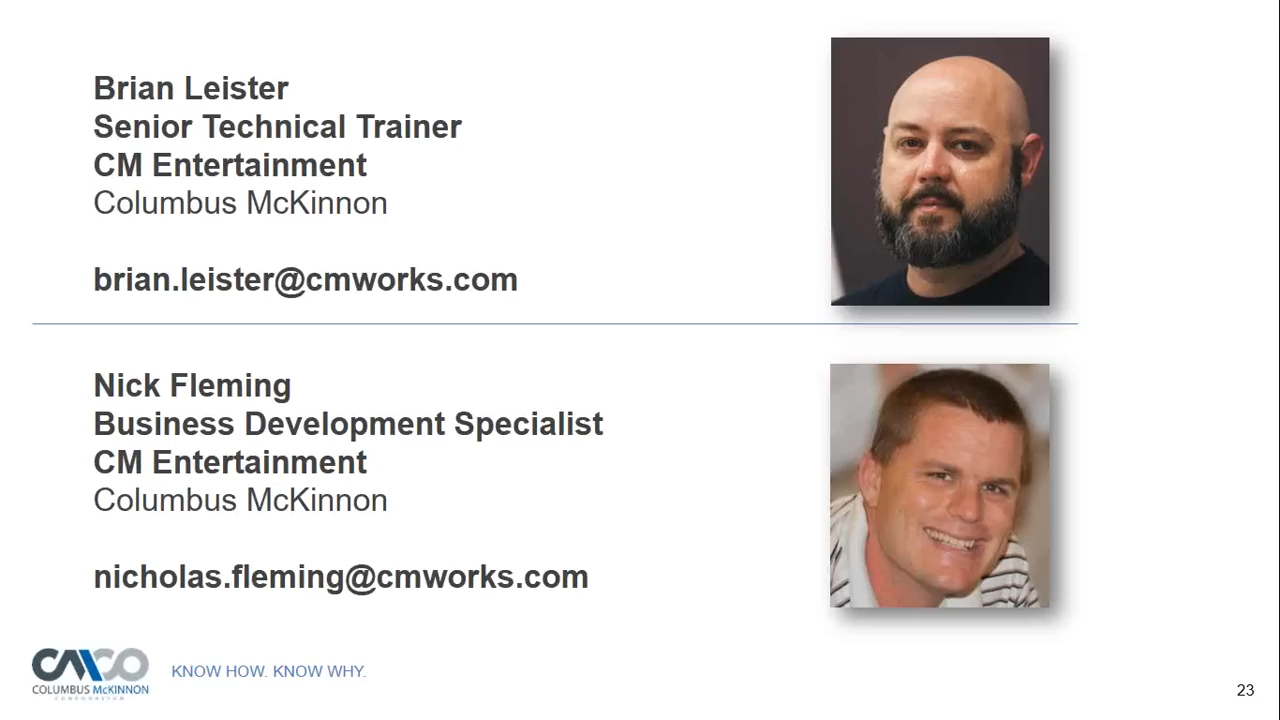 Brian Leister
Senior Technical Trainer
CM Entertainment
Columbus McKinnon
brian.leister@cmworks.com
Nick Fleming
Business Development Specialist
CM Entertainment
Columbus McKinnon
nicholas.fleming@cmworks.com
CMCO
COLUMBUS McKINNON
CORPORATION
KNOW HOW. KNOW WHY.
23